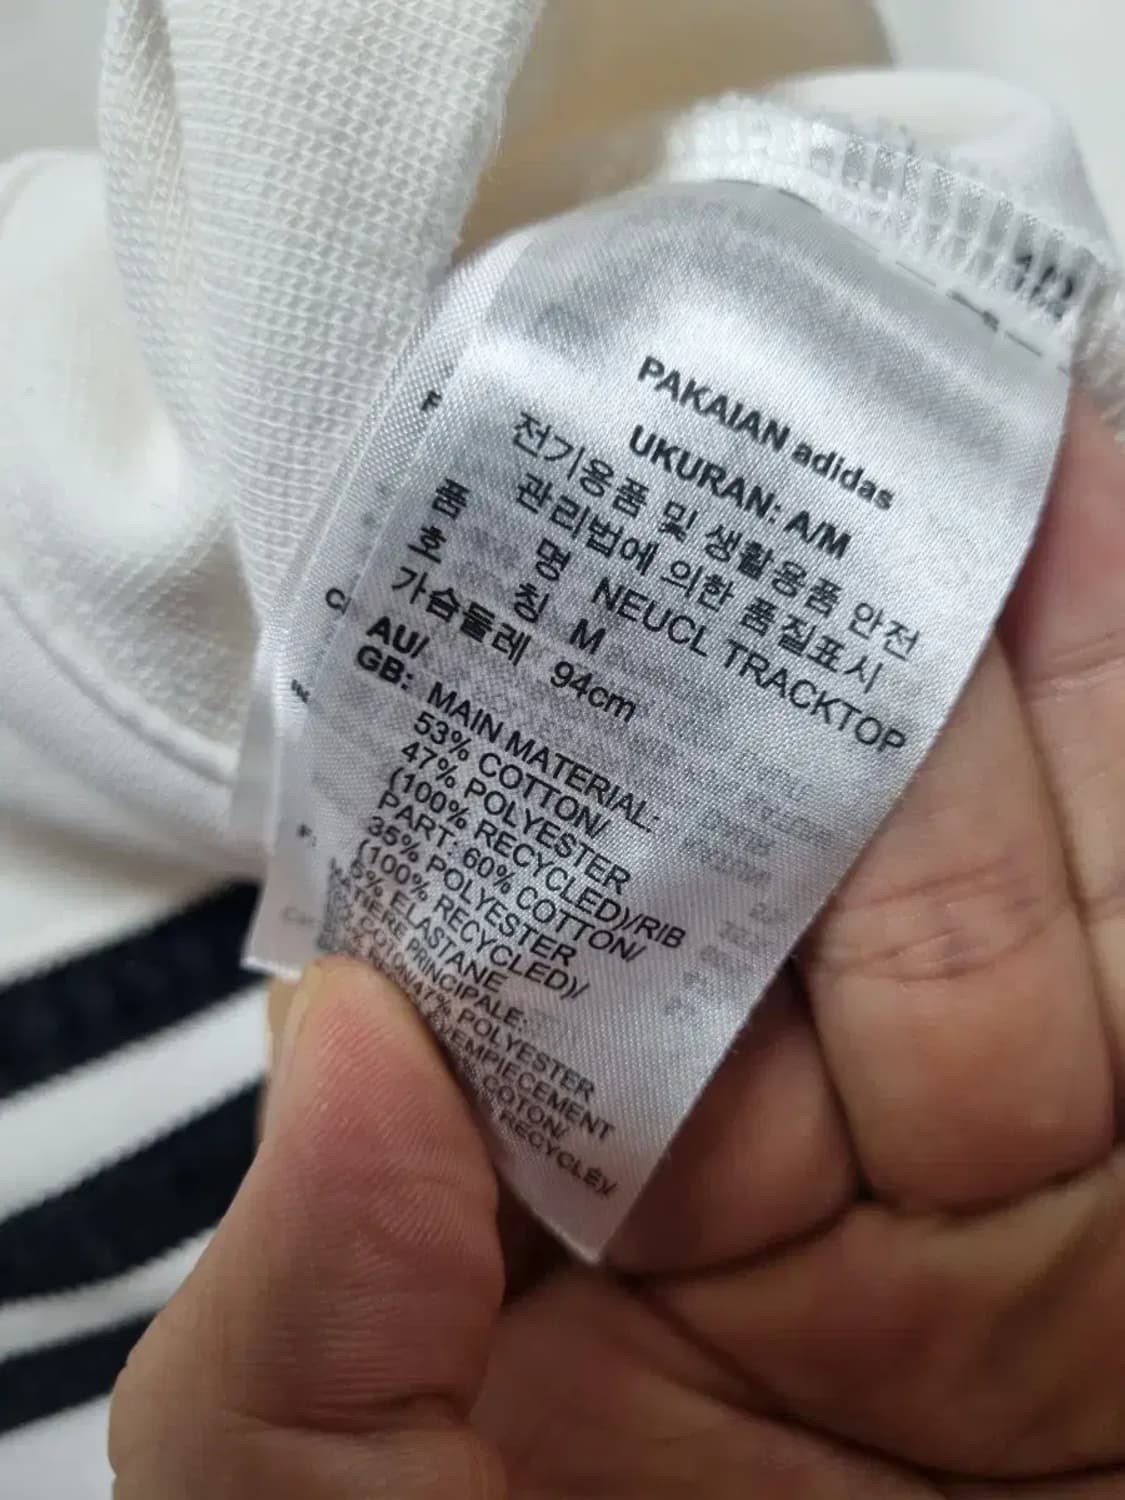 PAKAIAN adidas
UKURAN: A/M
전기용품 및 생활용품 안전
관리법에 의한 품질표시
품 명 NEUCL TRACKTOP
호 칭 M
가슴둘레 94cm
AU/
GB: MAIN MATERIAL:
53% COTTON/
47% POLYESTER
(100% RECYCLED)/RIB
PART: 60% COTTON/
35% POLYESTER
(100% RECYCLED)/
5% ELASTANE
MATIERE PRINCIPALE:
COTON/47% POLYESTER
EMPIECEMENT
COTON/
RECYCLÉ)/